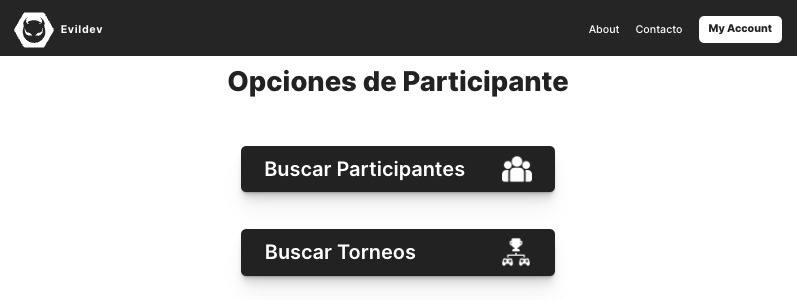 Evildev
About Contacto My Account
Opciones de Participante
Buscar Participantes
Buscar Torneos